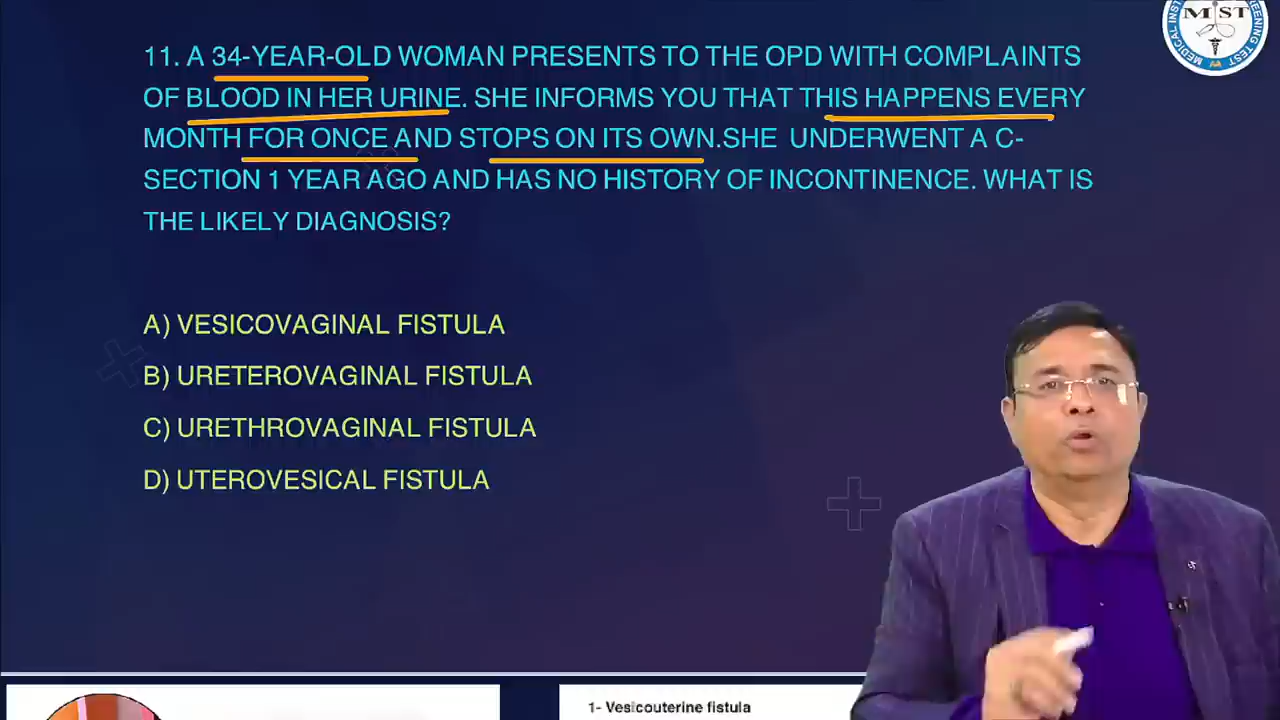 11. A 34-YEAR-OLD WOMAN PRESENTS TO THE OPD WITH COMPLAINTS
OF BLOOD IN HER URINE. SHE INFORMS YOU THAT THIS HAPPENS EVERY
MONTH FOR ONCE AND STOPS ON ITS OWN.SHE UNDERWENT A C-
SECTION 1 YEAR AGO AND HAS NO HISTORY OF INCONTINENCE. WHAT IS
THE LIKELY DIAGNOSIS?
A) VESICOVAGINAL FISTULA
B) URETEROVAGINAL FISTULA
C) URETHROVAGINAL FISTULA
D) UTEROVESICAL FISTULA
1- Vesicouterine fistula
M ST